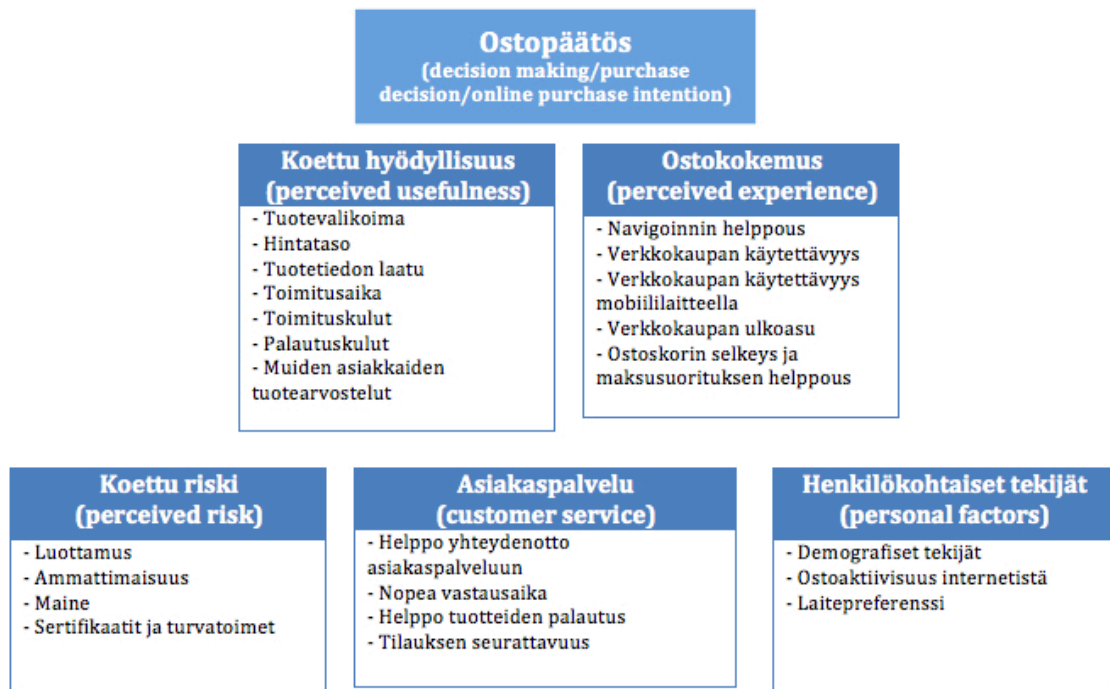 Ostopäätös
(decision making/purchase
decision/online purchase intention)
Koettu hyödyllisuus
(perceived usefulness)
- Tuotevalikoima
- Hintataso
- Tuotetiedon laatu
- Toimitusaika
- Toimituskulut
- Palautuskulut
- Muiden asiakkaiden
tuotearvostelut
Ostokokemus
(perceived experience)
- Navigoinnin helppous
- Verkkokaupan käytettävyys
- Verkkokaupan käytettävyys
mobiililaitteella
- Verkkokaupan ulkoasu
- Ostoskorin selkeys ja
maksusuorituksen helppous
Koettu riski
(perceived risk)
- Luottamus
- Ammattimaisuus
- Maine
- Sertifikaatit ja turvatoimet
Asiakaspalvelu
(customer service)
- Helppo yhteydenotto
asiakaspalveluun
- Nopea vastausaika
- Helppo tuotteiden palautus
- Tilauksen seurattavuus
Henkilökohtaiset tekijät
(personal factors)
- Demografiset tekijät
- Ostoaktiivisuus internetistä
- Laitepreferenssi